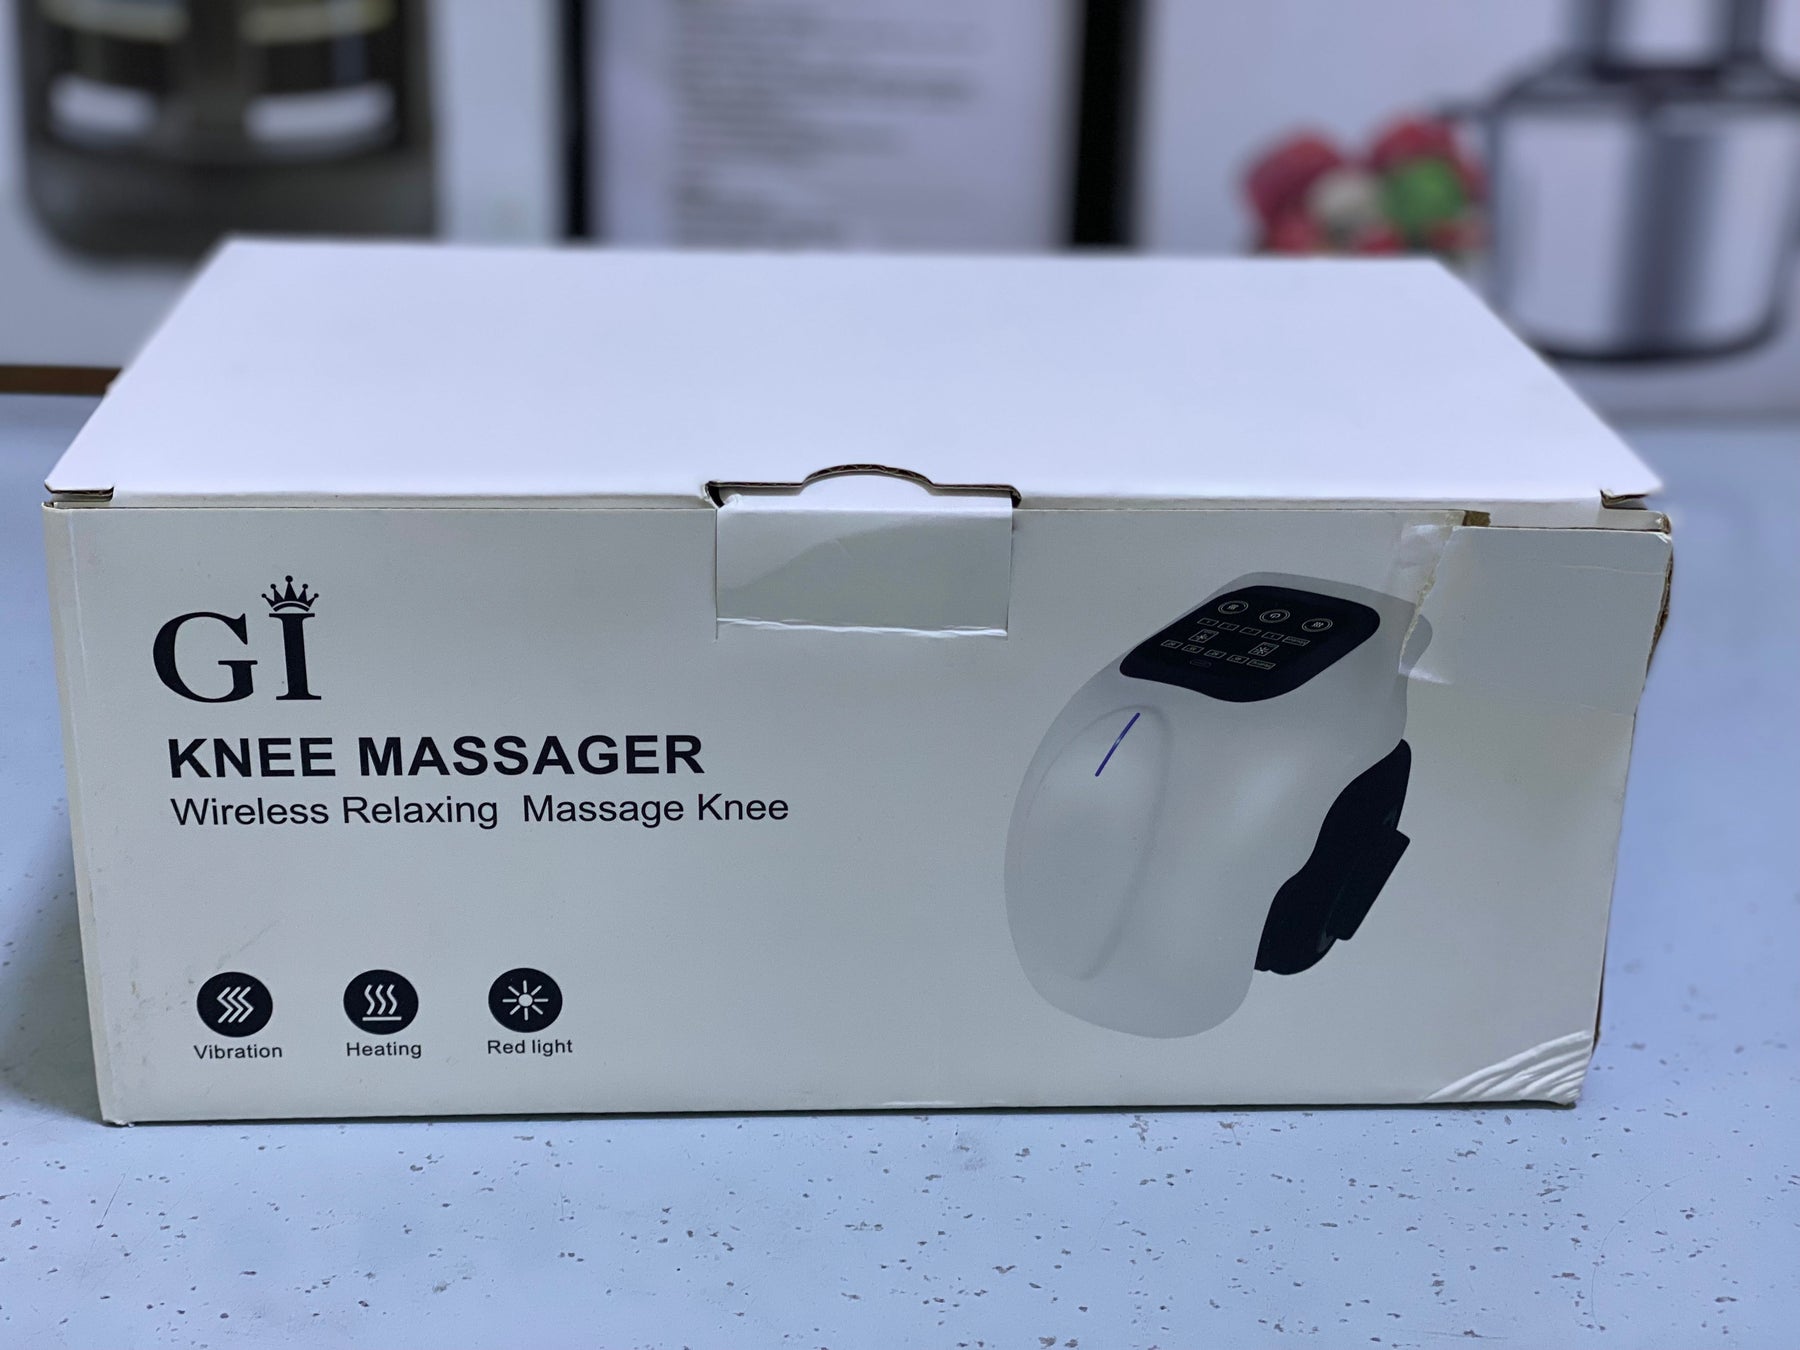 GI
KNEE MASSAGER
Wireless Relaxing Massage Knee
Vibration
Heating
Red light